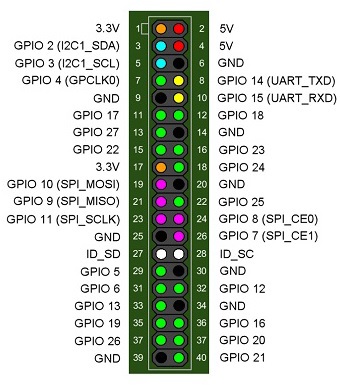 3.3V 1 2 5V
GPIO 2 (I2C1_SDA) 3 4 5V
GPIO 3 (I2C1_SCL) 5 6 GND
GPIO 4 (GPCLK0) 7 8 GPIO 14 (UART_TXD)
GND 9 10 GPIO 15 (UART_RXD)
GPIO 17 11 12 GPIO 18
GPIO 27 13 14 GND
GPIO 22 15 16 GPIO 23
3.3V 17 18 GPIO 24
GPIO 10 (SPI_MOSI) 19 20 GND
GPIO 9 (SPI_MISO) 21 22 GPIO 25
GPIO 11 (SPI_SCLK) 23 24 GPIO 8 (SPI_CE0)
GND 25 26 GPIO 7 (SPI_CE1)
ID_SD 27 28 ID_SC
GPIO 5 29 30 GND
GPIO 6 31 32 GPIO 12
GPIO 13 33 34 GND
GPIO 19 35 36 GPIO 16
GPIO 26 37 37 GPIO 20
GND 39 40 GPIO 21